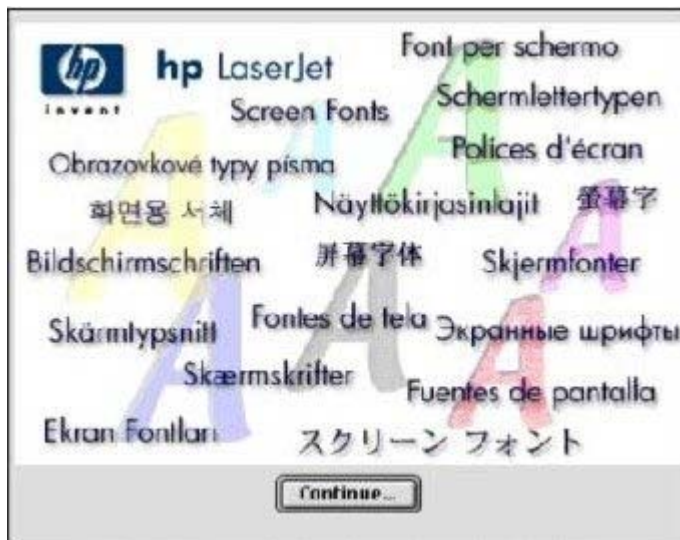 Font per schermo
hp hp LaserJet
invent
Screen Fonts
Schermlettertypen
Polices d'écran
Obrazovkové typy písma
화면용 서체
Näyttökirjasinlajit
螢幕字
Bildschirmschriften
屏幕字体
Skjermfonter
Skärmtypsnitt
Fontes de tela
Экранные шрифты
Skærmskrifter
Fuentes de pantalla
Ekran Fontları
スクリーン フォント
Continue...